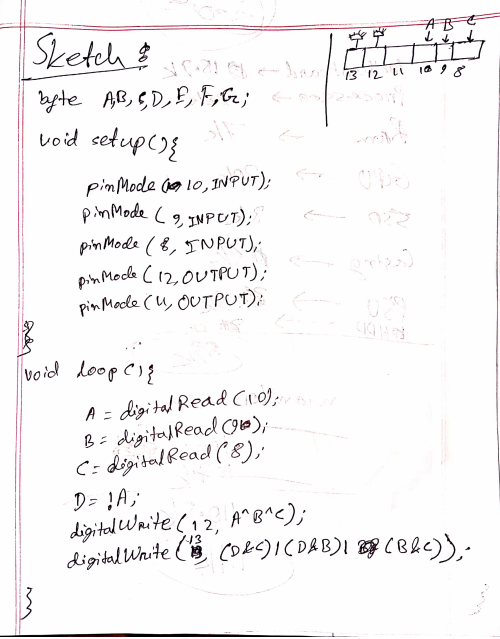 Sketch :
A B C
13 12 11 10 9 8
byte A,B,C,D,E,F,G;
void setup(){
pinMode(10,INPUT);
pinMode(9,INPUT);
pinMode(8,INPUT);
pinMode(12,OUTPUT);
pinMode(11,OUTPUT);
}
void loop(){
A = digitalRead(10);
B = digitalRead(9);
C = digitalRead(8);
D = !A;
digitalWrite(12, A^B^C);
digitalWrite(13, (D&C)|(D&B)|(B&C));
}